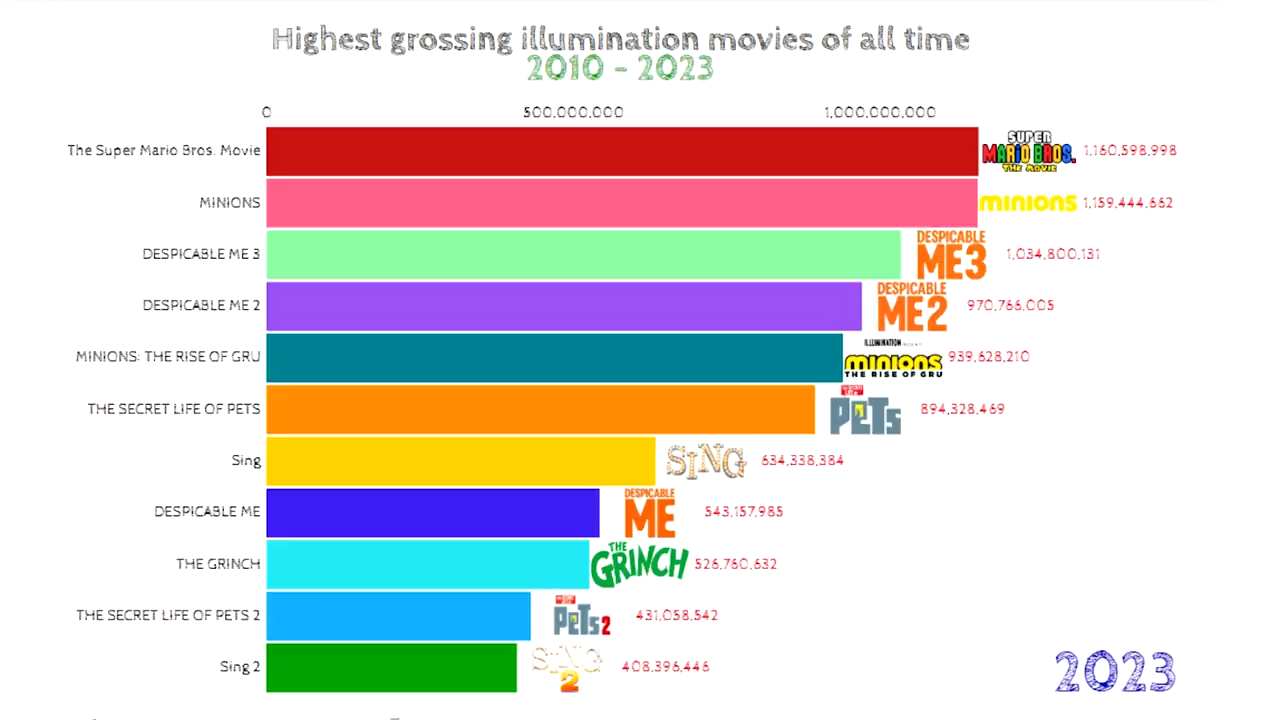 Highest grossing illumination movies of all time
2010 - 2023
0 500,000,000 1,000,000,000
The Super Mario Bros. Movie SUPER MARIO BROS. THE MOVIE 1,160,598,998
MINIONS minions 1,159,444,662
DESPICABLE ME 3 DESPICABLE ME3 1,034,800,131
DESPICABLE ME 2 DESPICABLE ME2 970,766,005
MINIONS: THE RISE OF GRU ILLUMINATION minions THE RISE OF GRU 939,628,210
THE SECRET LIFE OF PETS PETS 894,328,469
Sing SING 634,338,384
DESPICABLE ME DESPICABLE ME 543,157,985
THE GRINCH THE GRINCH 526,760,632
THE SECRET LIFE OF PETS 2 PETS 2 431,058,542
Sing 2 SING 2 408,396,446
2023